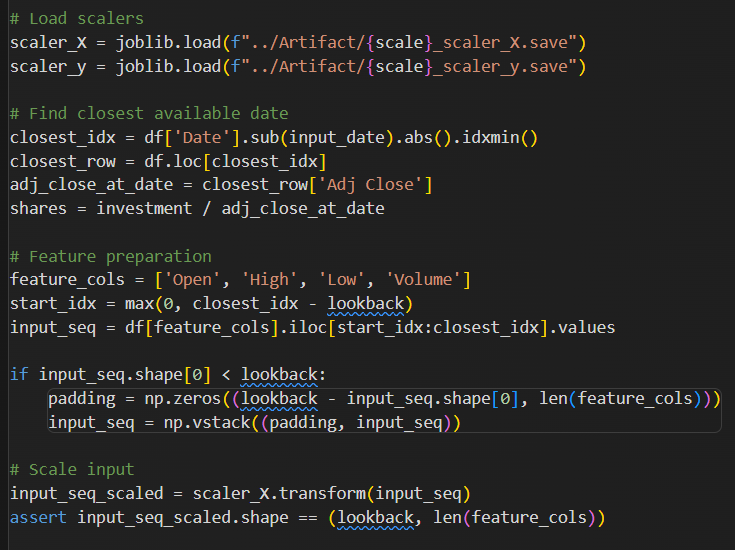 # Load scalers
scaler_X = joblib.load(f"../Artifact/{scale}_scaler_X.save")
scaler_y = joblib.load(f"../Artifact/{scale}_scaler_y.save")
# Find closest available date
closest_idx = df['Date'].sub(input_date).abs().idxmin()
closest_row = df.loc[closest_idx]
adj_close_at_date = closest_row['Adj Close']
shares = investment / adj_close_at_date
# Feature preparation
feature_cols = ['Open', 'High', 'Low', 'Volume']
start_idx = max(0, closest_idx - lookback)
input_seq = df[feature_cols].iloc[start_idx:closest_idx].values
if input_seq.shape[0] < lookback:
    padding = np.zeros((lookback - input_seq.shape[0], len(feature_cols)))
    input_seq = np.vstack((padding, input_seq))
# Scale input
input_seq_scaled = scaler_X.transform(input_seq)
assert input_seq_scaled.shape == (lookback, len(feature_cols))